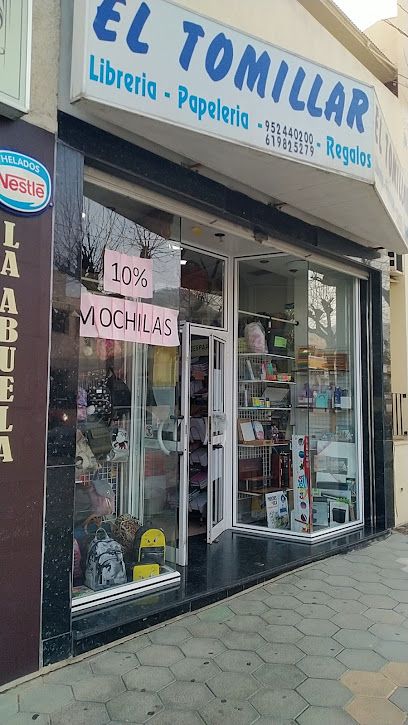 EL TOMILLAR
Libreria - Papeleria - 952440200 - Regalos
619825279
HELADOS
Nestlé
LA ABUELA
10%
MOCHILAS